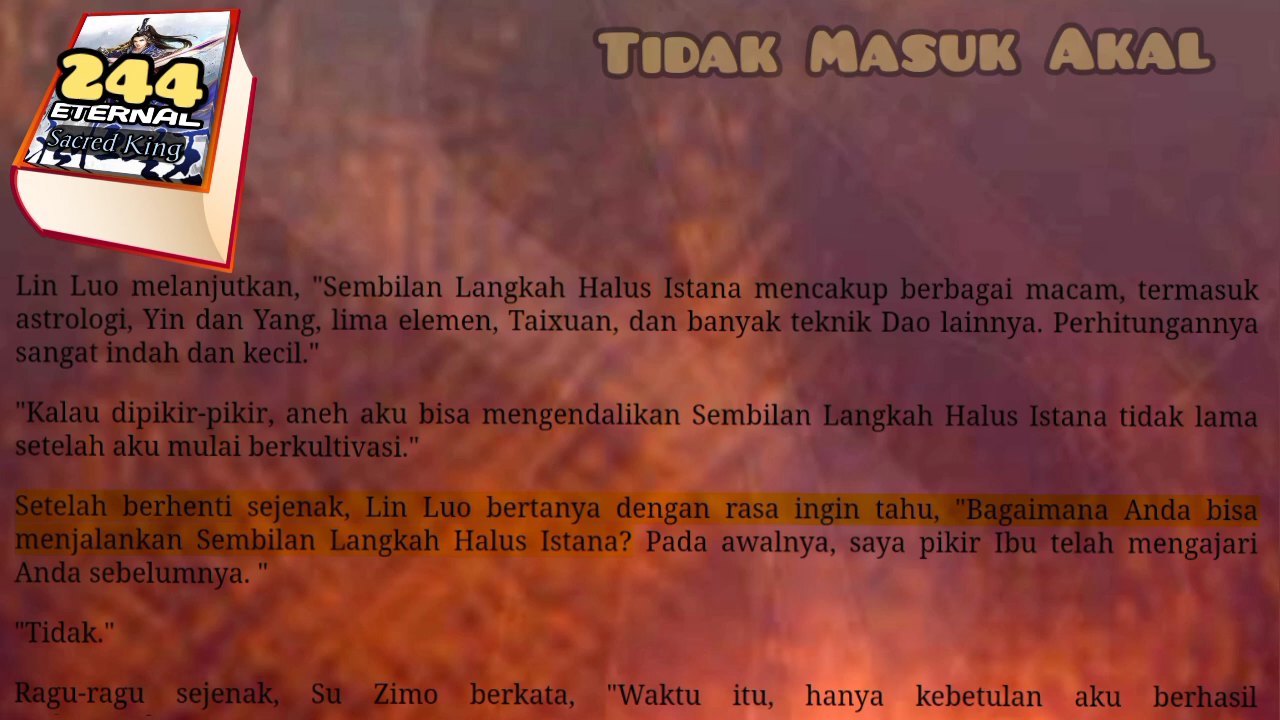 244
ETERNAL
Sacred King
TIDAK MASUK AKAL
Lin Luo melanjutkan, "Sembilan Langkah Halus Istana mencakup berbagai macam, termasuk
astrologi, Yin dan Yang, lima elemen, Taixuan, dan banyak teknik Dao lainnya. Perhitungannya
sangat indah dan kecil."
"Kalau dipikir-pikir, aneh aku bisa mengendalikan Sembilan Langkah Halus Istana tidak lama
setelah aku mulai berkultivasi."
Setelah berhenti sejenak, Lin Luo bertanya dengan rasa ingin tahu, "Bagaimana Anda bisa
menjalankan Sembilan Langkah Halus Istana? Pada awalnya, saya pikir Ibu telah mengajari
Anda sebelumnya. "
"Tidak."
Ragu-ragu sejenak, Su Zimo berkata, "Waktu itu, hanya kebetulan aku berhasil